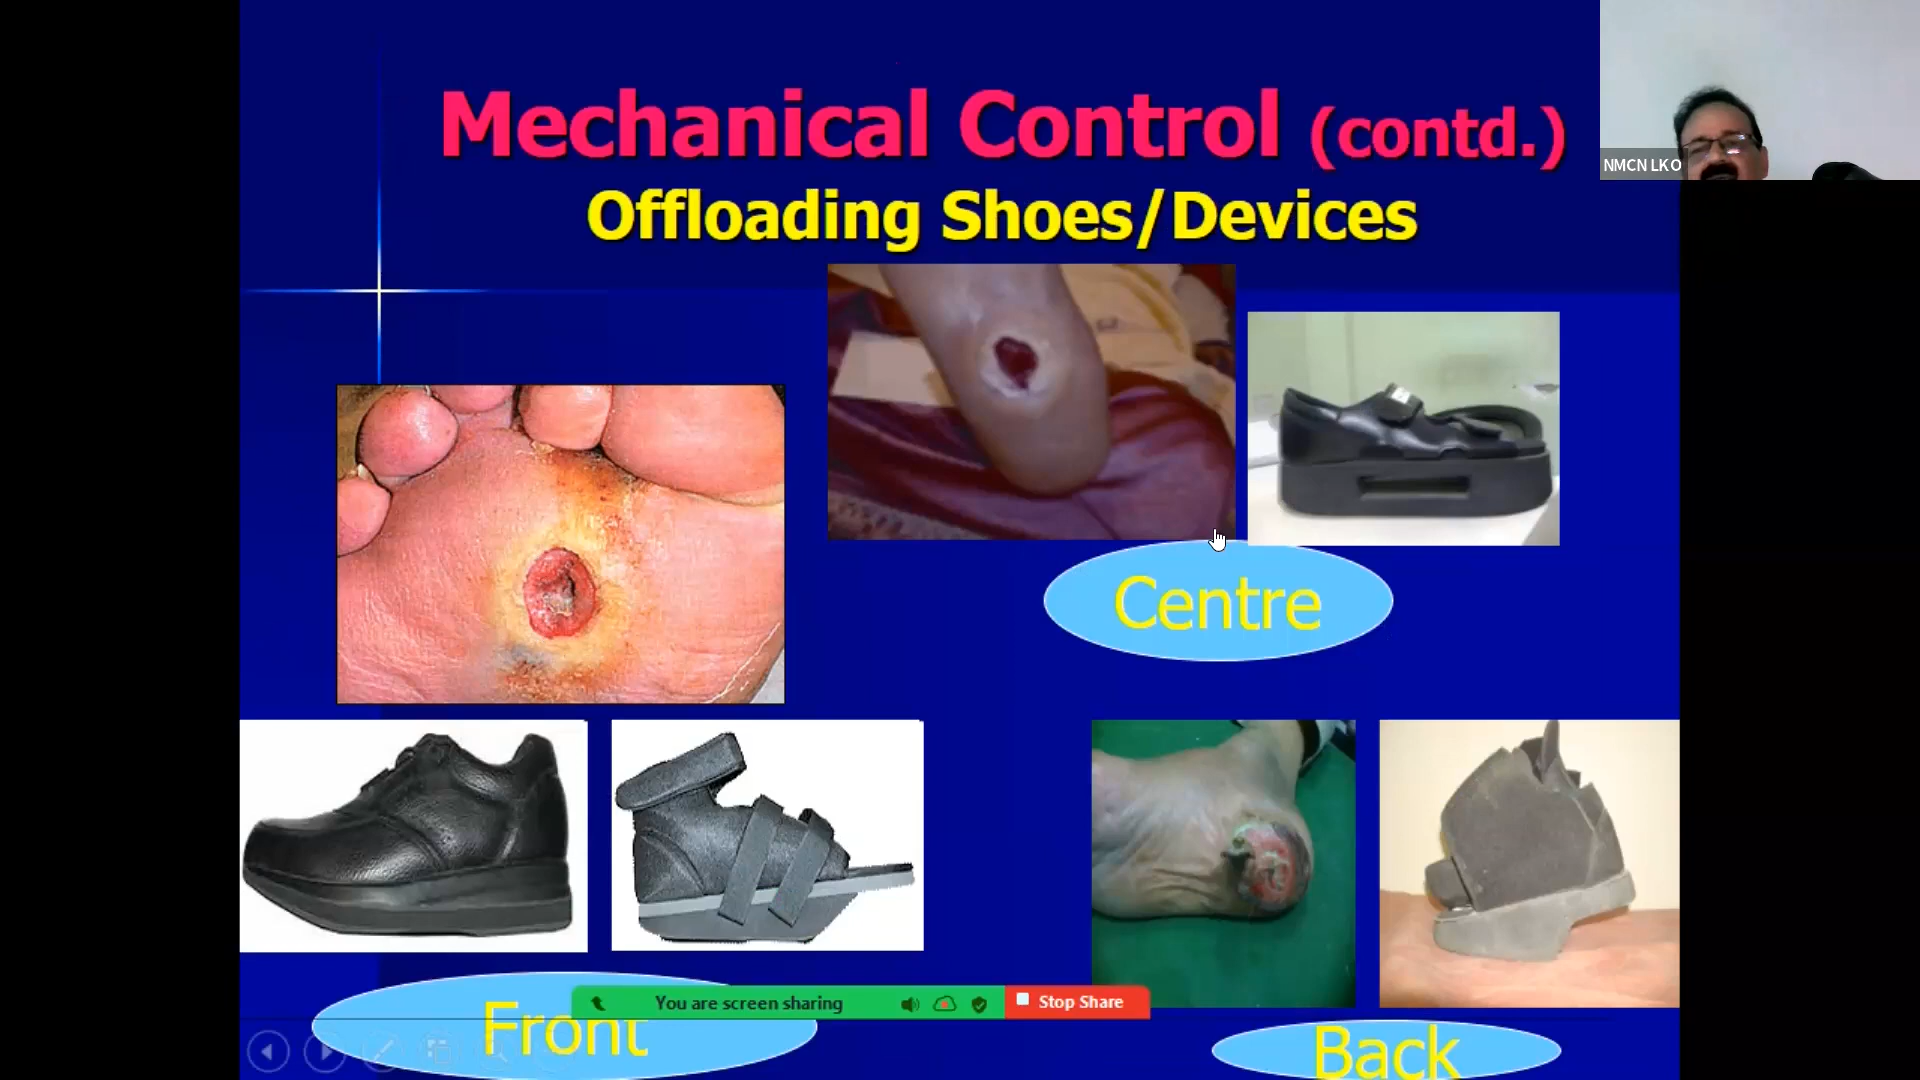 Mechanical Control (contd.)
Offloading Shoes/Devices
NMCN LKO
Centre
You are screen sharing
Stop Share
Front
Back